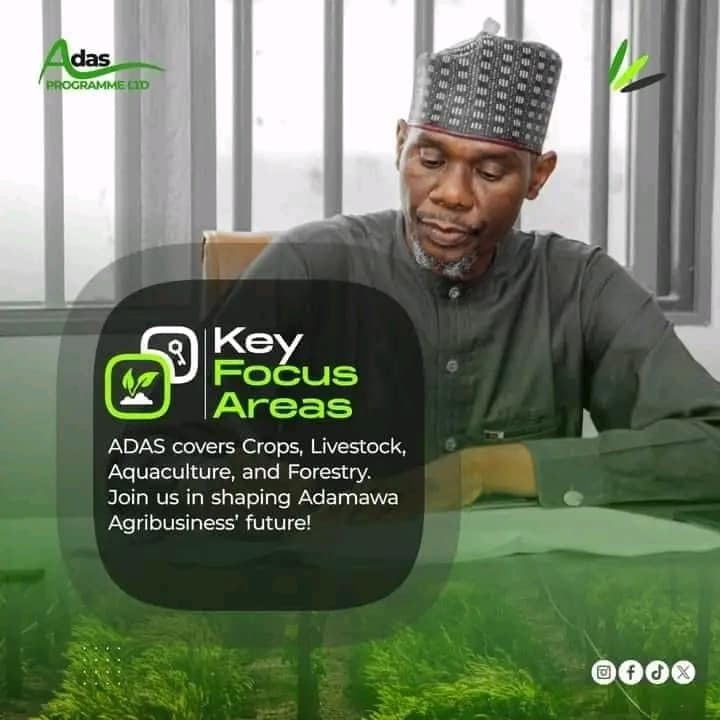 Adas
PROGRAMME LTD
Key
Focus
Areas
ADAS covers Crops, Livestock,
Aquaculture, and Forestry.
Join us in shaping Adamawa
Agribusiness' future!